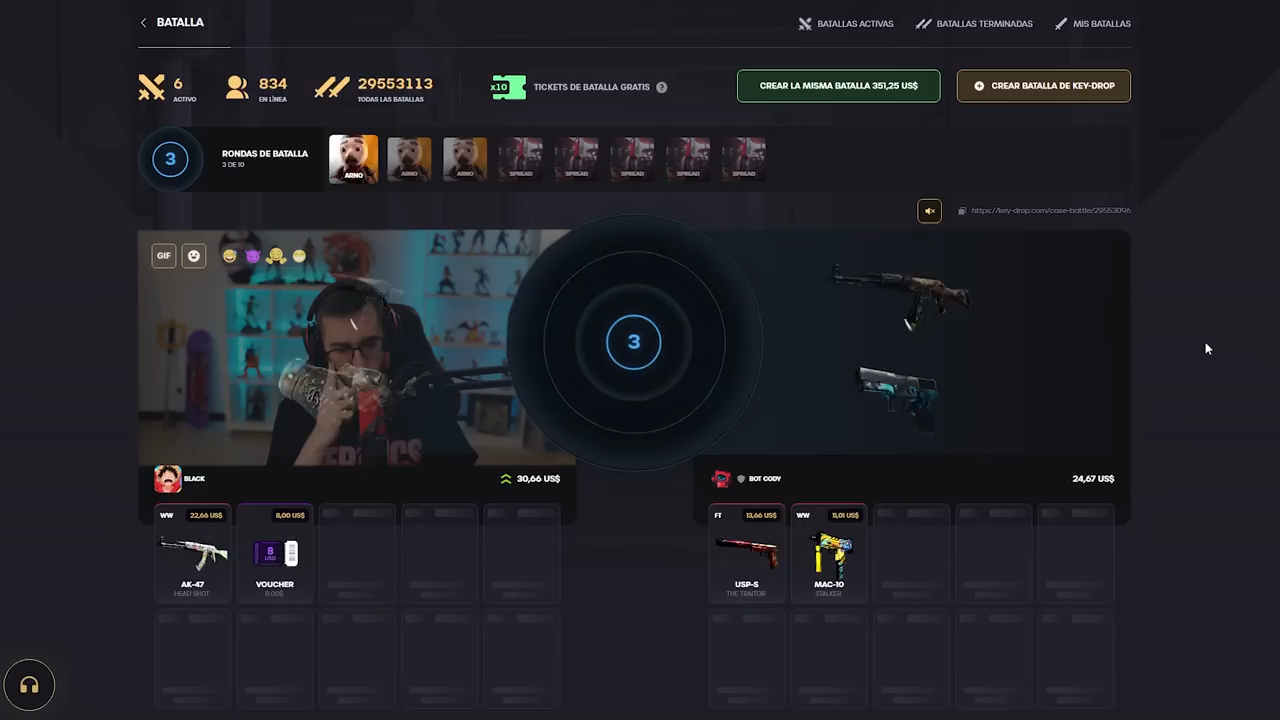 BATALLA
BATALLAS ACTIVAS
BATALLAS TERMINADAS
MIS BATALLAS
6
ACTIVO
834
EN LÍNEA
29553113
TODAS LAS BATALLAS
x10
TICKETS DE BATALLA GRATIS
?
CREAR LA MISMA BATALLA 351,25 US$
CREAR BATALLA DE KEY-DROP
3
RONDAS DE BATALLA
3 DE 10
ARNO
ARNO
ARNO
SPREAD
SPREAD
SPREAD
SPREAD
SPREAD
https://key-drop.com/case-battle/29553096
GIF
3
BLACK
30,66 US$
BOT CODY
24,67 US$
WW
22,66 US$
AK-47
HEAD SHOT
8,00 US$
8
USD
VOUCHER
8.00$
FT
13,66 US$
USP-S
THE TRAITOR
WW
11,01 US$
MAC-10
STALKER